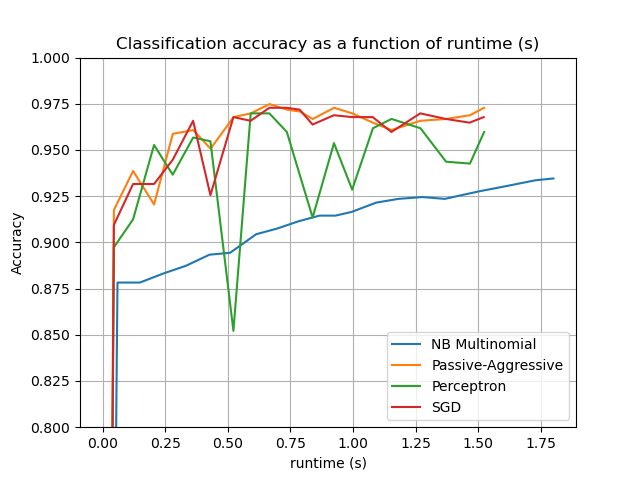 Classification accuracy as a function of runtime (s)
1.000
0.975
0.950
0.925
0.900
0.875
0.850
0.825
0.800
Accuracy
NB Multinomial
Passive-Aggressive
Perceptron
SGD
0.00 0.25 0.50 0.75 1.00 1.25 1.50 1.75
runtime (s)